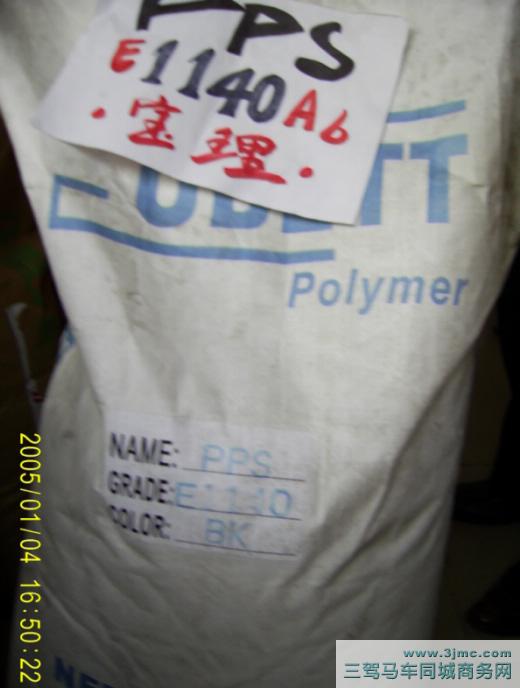 PPS
E1140A6
·宝理·
Polymer
NAME: PPS
GRADE: E1140
COLOR: BK
2005/01/04 16:50:22
www.3jmc.com
三驾马车同城商务网